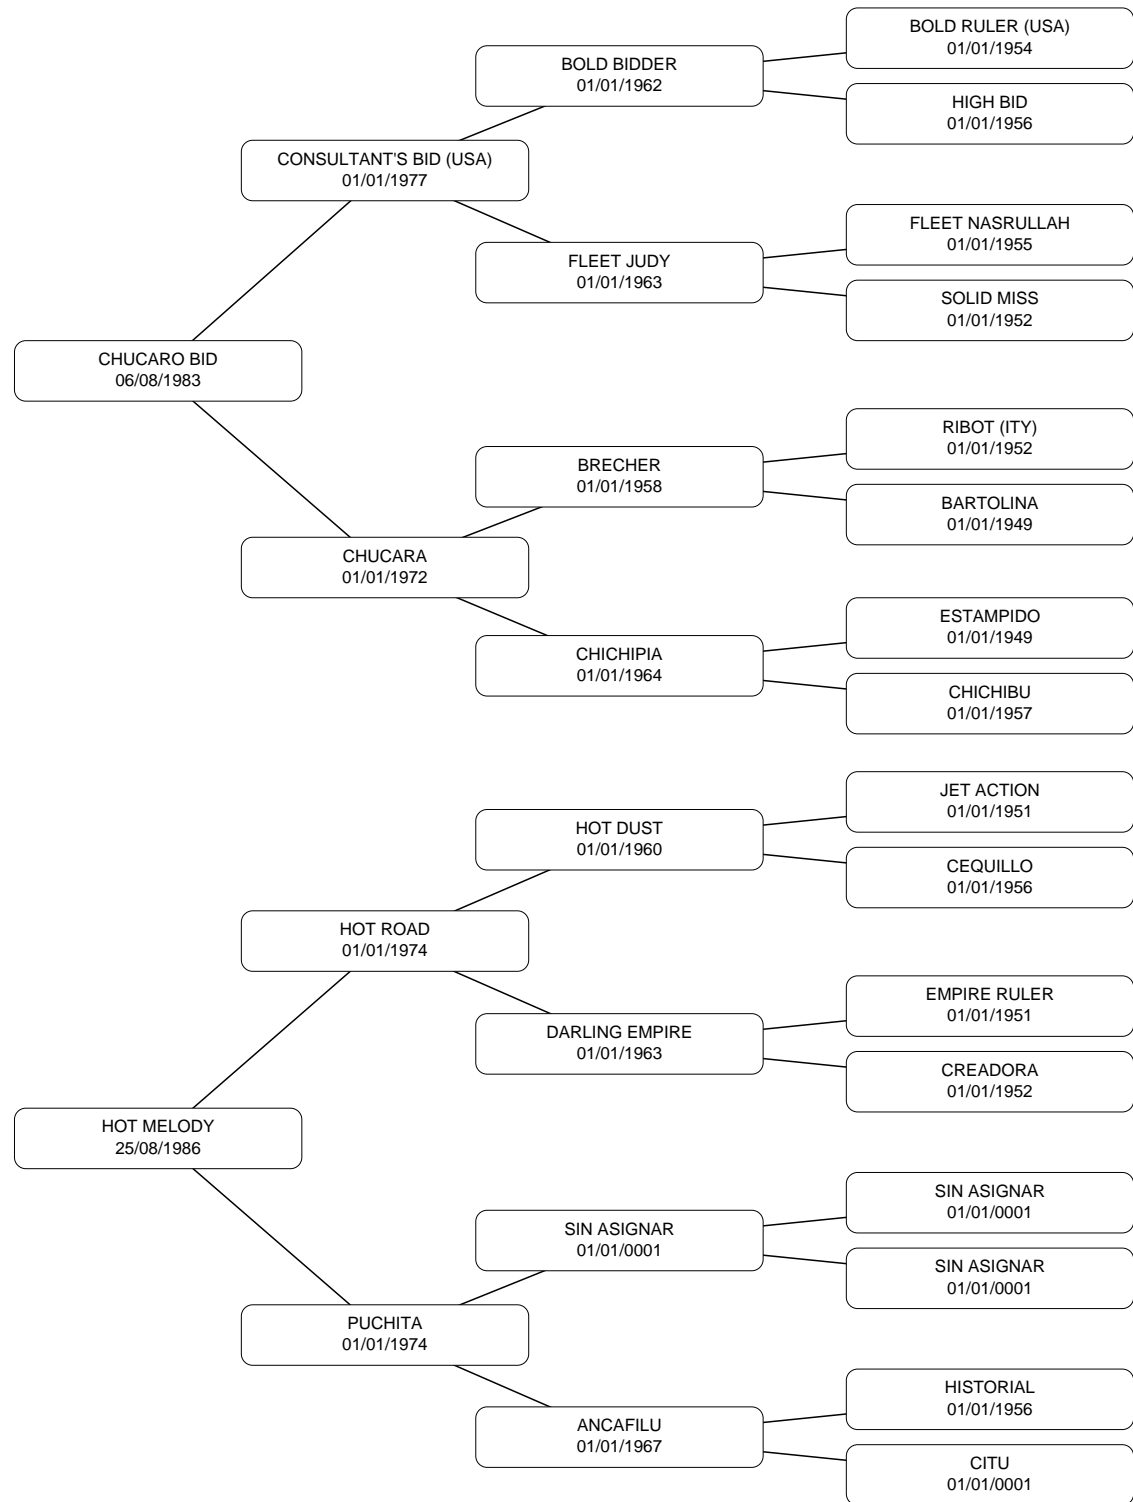 BOLD RULER (USA)
01/01/1954
BOLD BIDDER
01/01/1962
HIGH BID
01/01/1956
CONSULTANT'S BID (USA)
01/01/1977
FLEET NASRULLAH
01/01/1955
FLEET JUDY
01/01/1963
SOLID MISS
01/01/1952
CHUCARO BID
06/08/1983
RIBOT (ITY)
01/01/1952
BRECHER
01/01/1958
BARTOLINA
01/01/1949
CHUCARA
01/01/1972
ESTAMPIDO
01/01/1949
CHICHIPIA
01/01/1964
CHICHIBU
01/01/1957
JET ACTION
01/01/1951
HOT DUST
01/01/1960
CEQUILLO
01/01/1956
HOT ROAD
01/01/1974
EMPIRE RULER
01/01/1951
DARLING EMPIRE
01/01/1963
CREADORA
01/01/1952
HOT MELODY
25/08/1986
SIN ASIGNAR
01/01/0001
SIN ASIGNAR
01/01/0001
SIN ASIGNAR
01/01/0001
PUCHITA
01/01/1974
HISTORIAL
01/01/1956
ANCAFILU
01/01/1967
CITU
01/01/0001